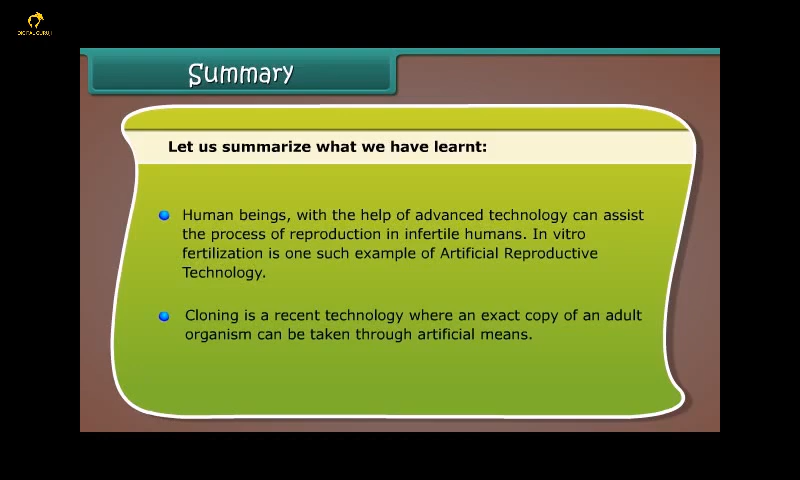 DIGITAL GURUJI
Summary
Let us summarize what we have learnt:
Human beings, with the help of advanced technology can assist
the process of reproduction in infertile humans. In vitro
fertilization is one such example of Artificial Reproductive
Technology.
Cloning is a recent technology where an exact copy of an adult
organism can be taken through artificial means.